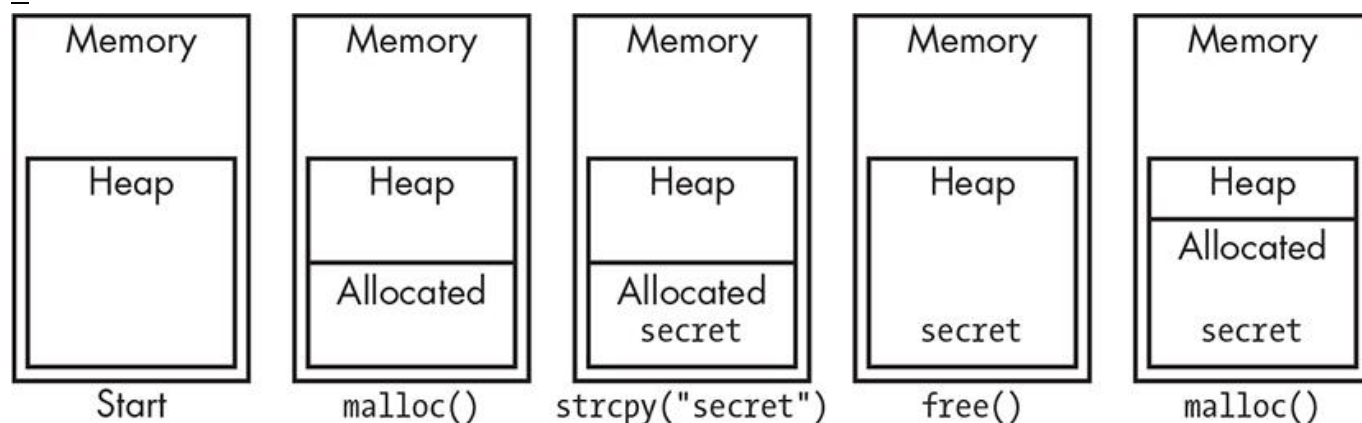 Memory
Heap
Start
Memory
Heap
Allocated
malloc()
Memory
Heap
Allocated
secret
strcpy("secret")
Memory
Heap
secret
free()
Memory
Heap
Allocated
secret
malloc()